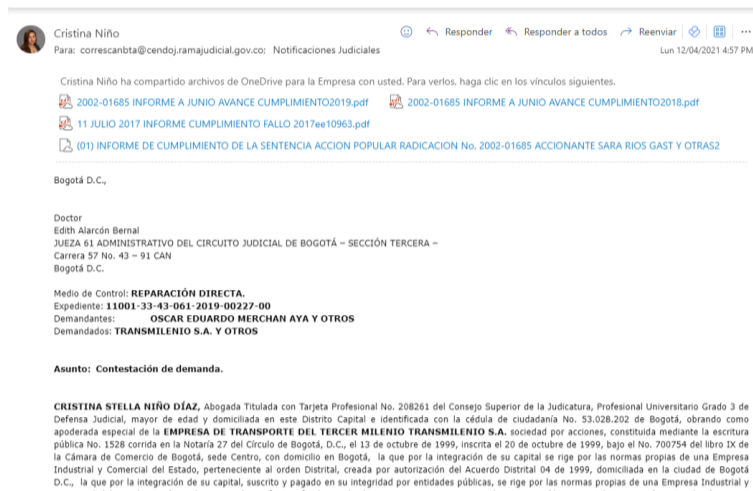 Cristina Niño
Responder Responder a todos Reenviar
Para: correscanbta@cendoj.ramajudicial.gov.co; Notificaciones Judiciales
Lun 12/04/2021 4:57 PM
Cristina Niño ha compartido archivos de OneDrive para la Empresa con usted. Para verlos, haga clic en los vínculos siguientes.
2002-01685 INFORME A JUNIO AVANCE CUMPLIMIENTO2019.pdf 2002-01685 INFORME A JUNIO AVANCE CUMPLIMIENTO2018.pdf
11 JULIO 2017 INFORME CUMPLIMIENTO FALLO 2017ee10963.pdf
(01) INFORME DE CUMPLIMIENTO DE LA SENTENCIA ACCION POPULAR RADICACION No. 2002-01685 ACCIONANTE SARA RIOS GAST Y OTRAS2
Bogotá D.C.,
Doctor
Edith Alarcón Bernal
JUEZA 61 ADMINISTRATIVO DEL CIRCUITO JUDICIAL DE BOGOTÁ – SECCIÓN TERCERA –
Carrera 57 No. 43 – 91 CAN
Bogotá D.C.
Medio de Control: REPARACIÓN DIRECTA.
Expediente: 11001-33-43-061-2019-00227-00
Demandantes: OSCAR EDUARDO MERCHAN AYA Y OTROS
Demandados: TRANSMILENIO S.A. Y OTROS
Asunto: Contestación de demanda.
CRISTINA STELLA NIÑO DÍAZ, Abogada Titulada con Tarjeta Profesional No. 208261 del Consejo Superior de la Judicatura, Profesional Universitario Grado 3 de
Defensa Judicial, mayor de edad y domiciliada en este Distrito Capital e identificada con la cédula de ciudadanía No. 53.028.202 de Bogotá, obrando como
apoderada especial de la EMPRESA DE TRANSPORTE DEL TERCER MILENIO TRANSMILENIO S.A. sociedad por acciones, constituida mediante la escritura
pública No. 1528 corrida en la Notaría 27 del Círculo de Bogotá, D.C., el 13 de octubre de 1999, inscrita el 20 de octubre de 1999, bajo el No. 700754 del libro IX de
la Cámara de Comercio de Bogotá, sede Centro, con domicilio en Bogotá, la que por la integración de su capital se rige por las normas propias de una Empresa
Industrial y Comercial del Estado, perteneciente al orden Distrital, creada por autorización del Acuerdo Distrital 04 de 1999, domiciliada en la ciudad de Bogotá
D.C., la que por la integración de su capital, suscrito y pagado en su integridad por entidades públicas, se rige por las normas propias de una Empresa Industrial y